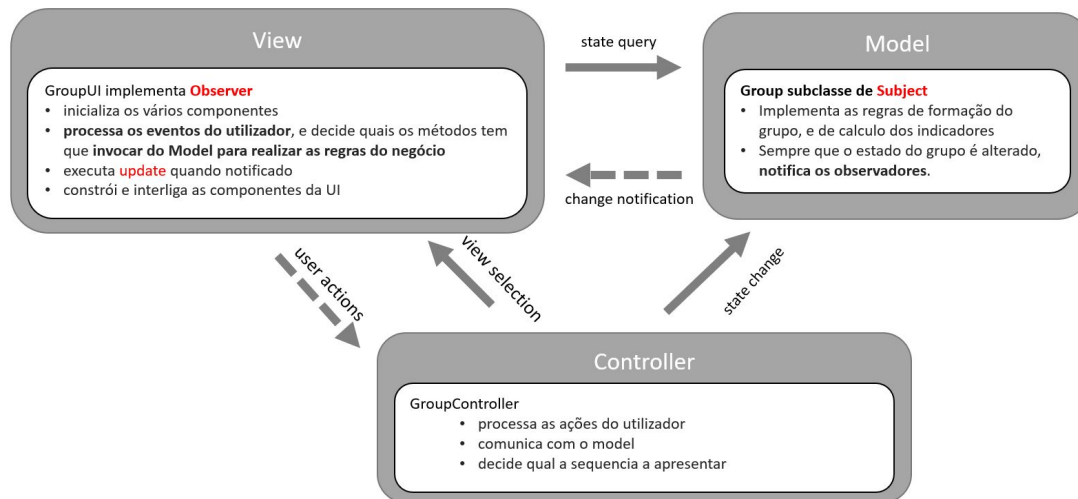 View
GroupUI implementa Observer
• inicializa os vários componentes
• processa os eventos do utilizador, e decide quais os métodos tem
que invocar do Model para realizar as regras do negócio
• executa update quando notificado
• constrói e interliga as componentes da UI
state query
change notification
Model
Group subclasse de Subject
• Implementa as regras de formação do
grupo, e de calculo dos indicadores
• Sempre que o estado do grupo é alterado,
notifica os observadores.
user actions
view selection
state change
Controller
GroupController
• processa as ações do utilizador
• comunica com o model
• decide qual a sequencia a apresentar